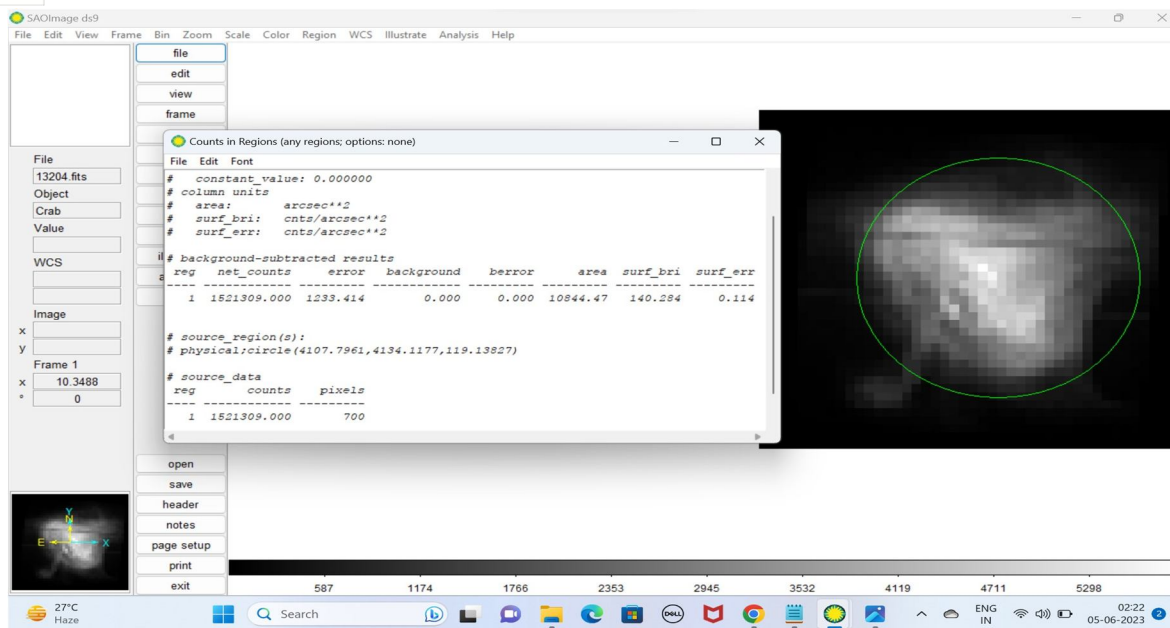 SAOImage ds9
File Edit View Frame Bin Zoom Scale Color Region WCS Illustrate Analysis Help
file
edit
view
frame
File
13204.fits
Object
Crab
Value
WCS
Image
x
y
Frame 1
x 10.3488
° 0
Counts in Regions (any regions; options: none)
File Edit Font
# constant_value: 0.000000
# column units
# area: arcsec**2
# surf_bri: cnts/arcsec**2
# surf_err: cnts/arcsec**2
# background-subtracted results
reg net_counts error background berror area surf_bri surf_err
---- ------------ --------- ------------ --------- --------- --------- ---------
1 1521309.000 1233.414 0.000 0.000 10844.47 140.284 0.114
# source_region(s):
# physical;circle(4107.7961,4134.1177,119.13827)
# source_data
reg counts pixels
---- ------------ ---------
1 1521309.000 700
open
save
header
notes
page setup
print
exit
Y
N
E X
587 1174 1766 2353 2945 3532 4119 4711 5298
27°C
Haze
Search
b
DELL
ENG
IN
02:22
05-06-2023
2